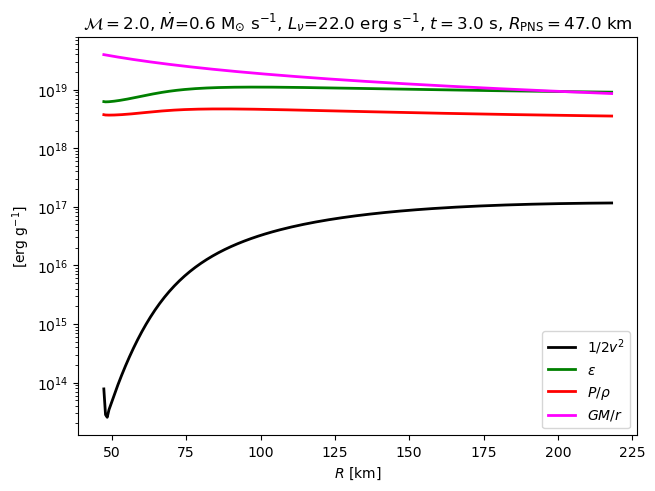 ℳ = 2.0, Ṁ=0.6 M⊙ s⁻¹, Lν=22.0 erg s⁻¹, t = 3.0 s, R_PNS = 47.0 km
[erg g⁻¹]
10¹⁹
10¹⁸
10¹⁷
10¹⁶
10¹⁵
10¹⁴
1/2v²
ε
P/ρ
GM/r
50 75 100 125 150 175 200 225
R [km]